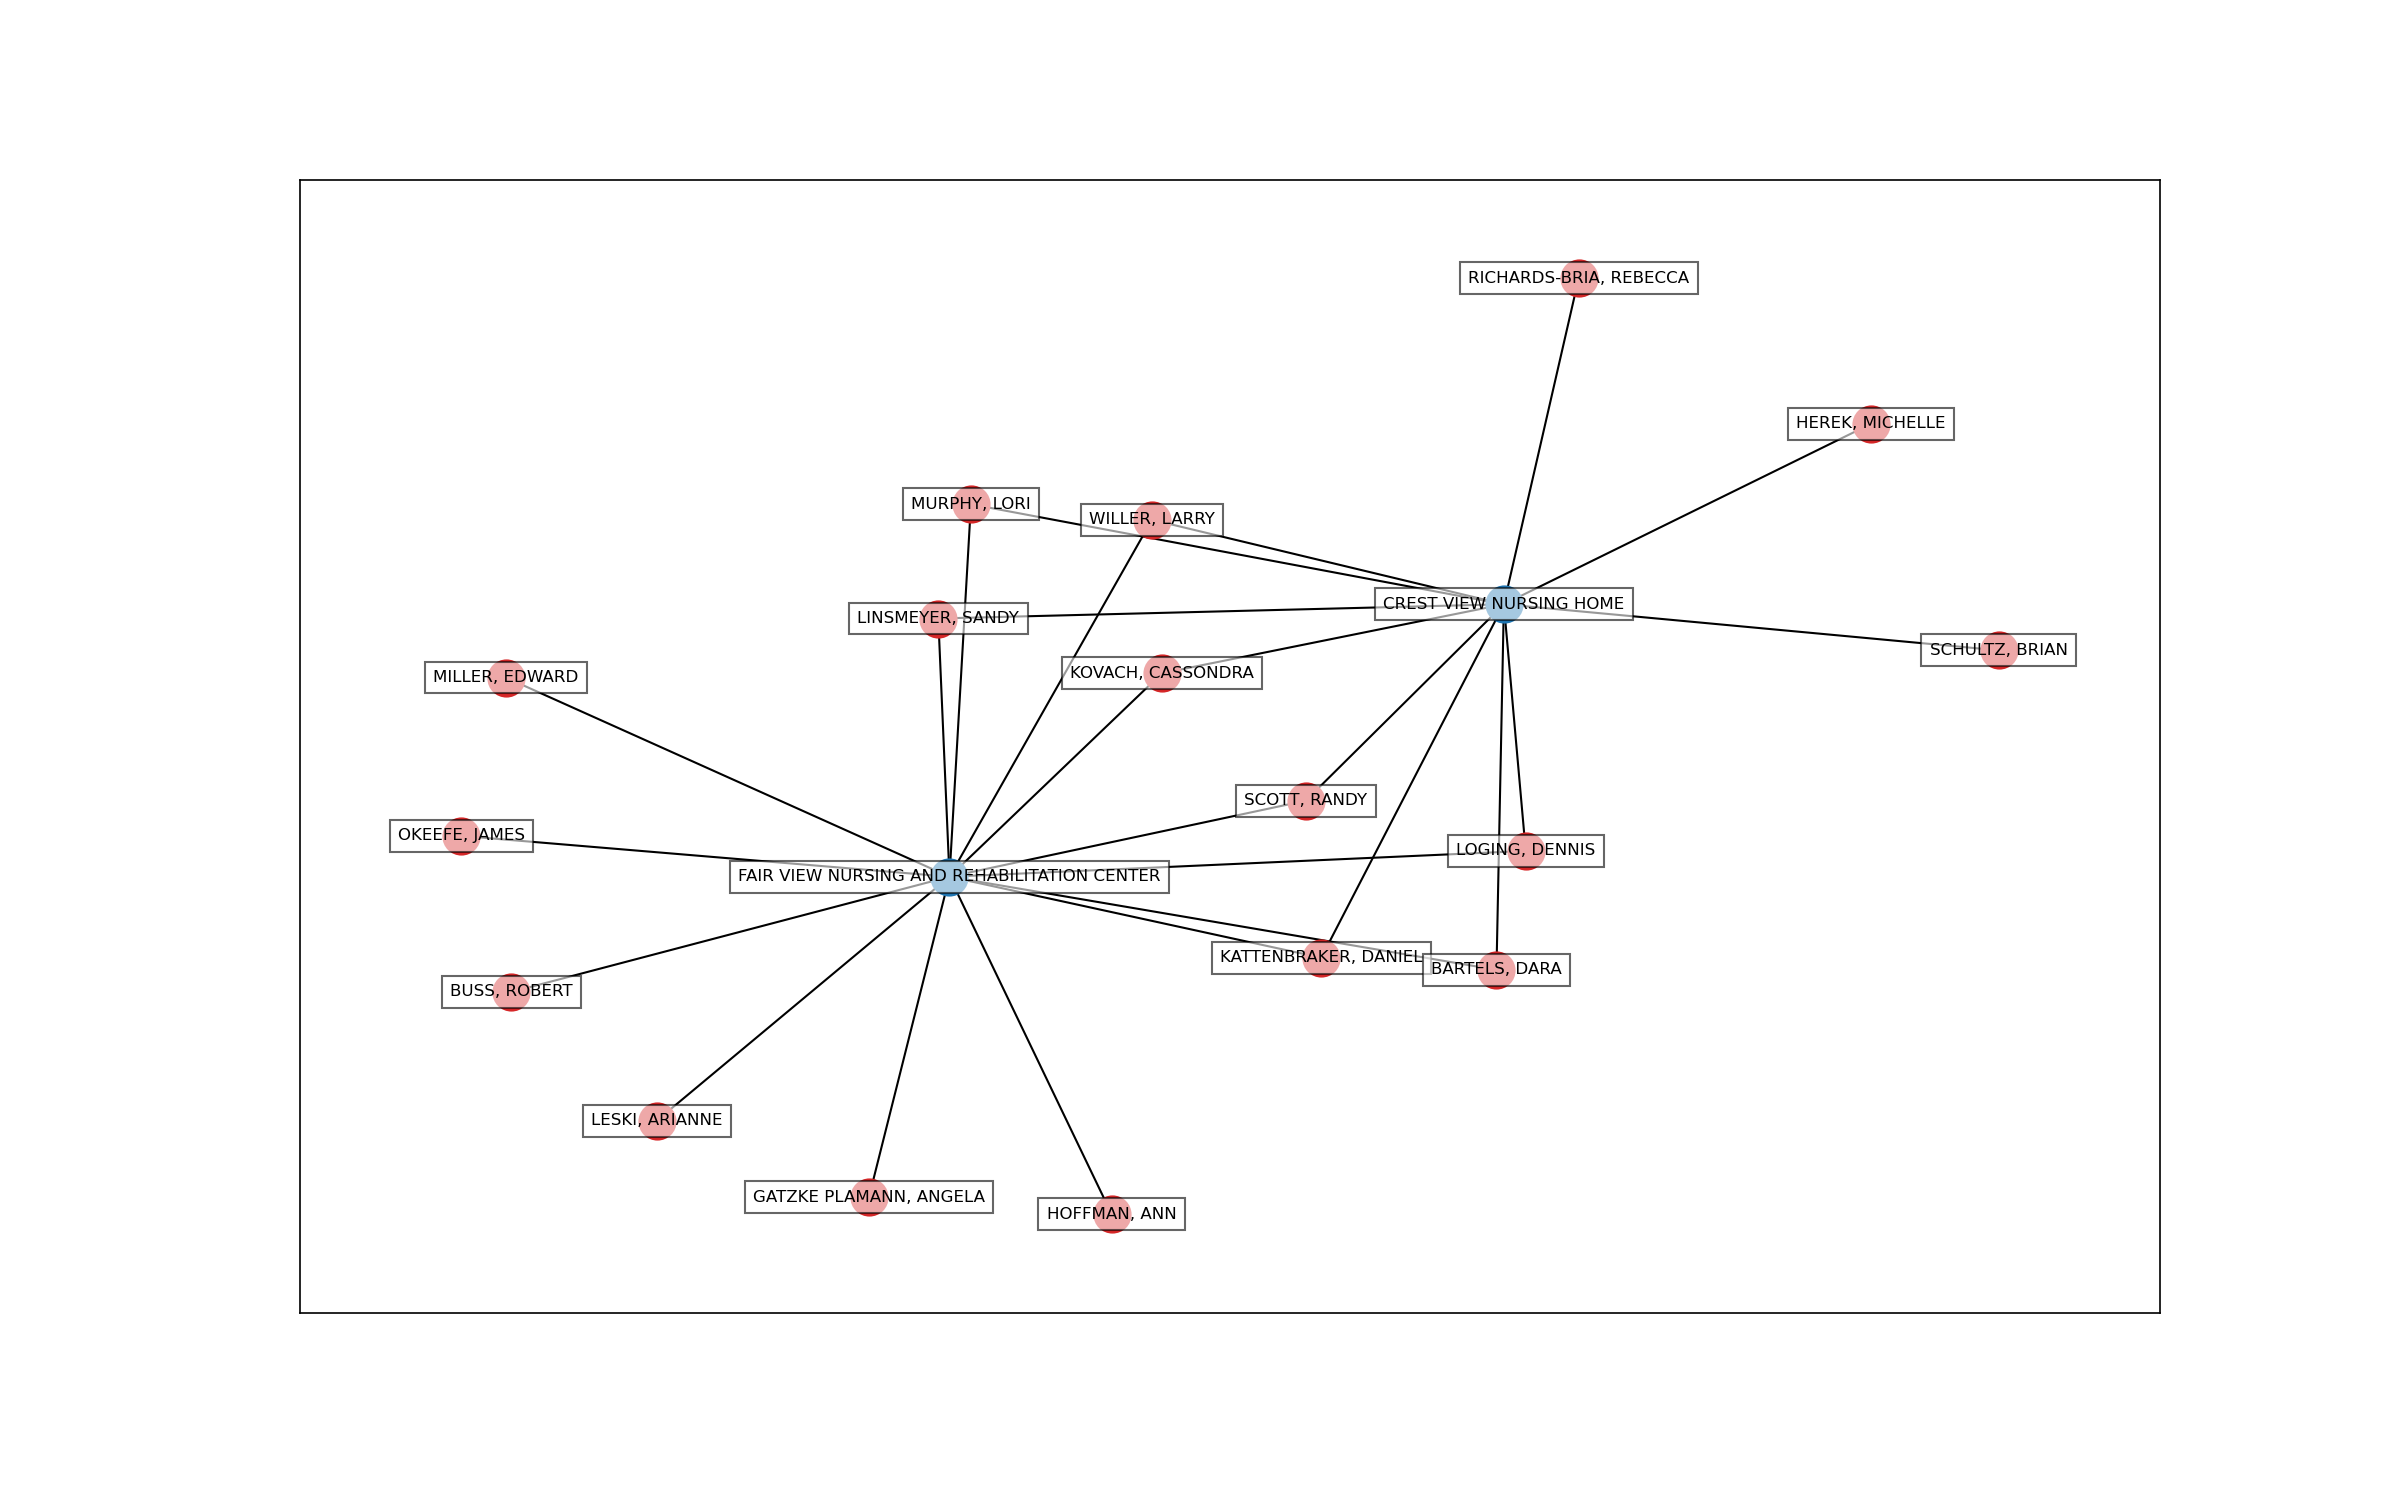 RICHARDS-BRIA, REBECCA
HEREK, MICHELLE
MURPHY, LORI
WILLER, LARRY
CREST VIEW NURSING HOME
LINSMEYER, SANDY
SCHULTZ, BRIAN
KOVACH, CASSONDRA
MILLER, EDWARD
SCOTT, RANDY
OKEEFE, JAMES
LOGING, DENNIS
FAIR VIEW NURSING AND REHABILITATION CENTER
KATTENBRAKER, DANIEL
BARTELS, DARA
BUSS, ROBERT
LESKI, ARIANNE
GATZKE PLAMANN, ANGELA
HOFFMAN, ANN